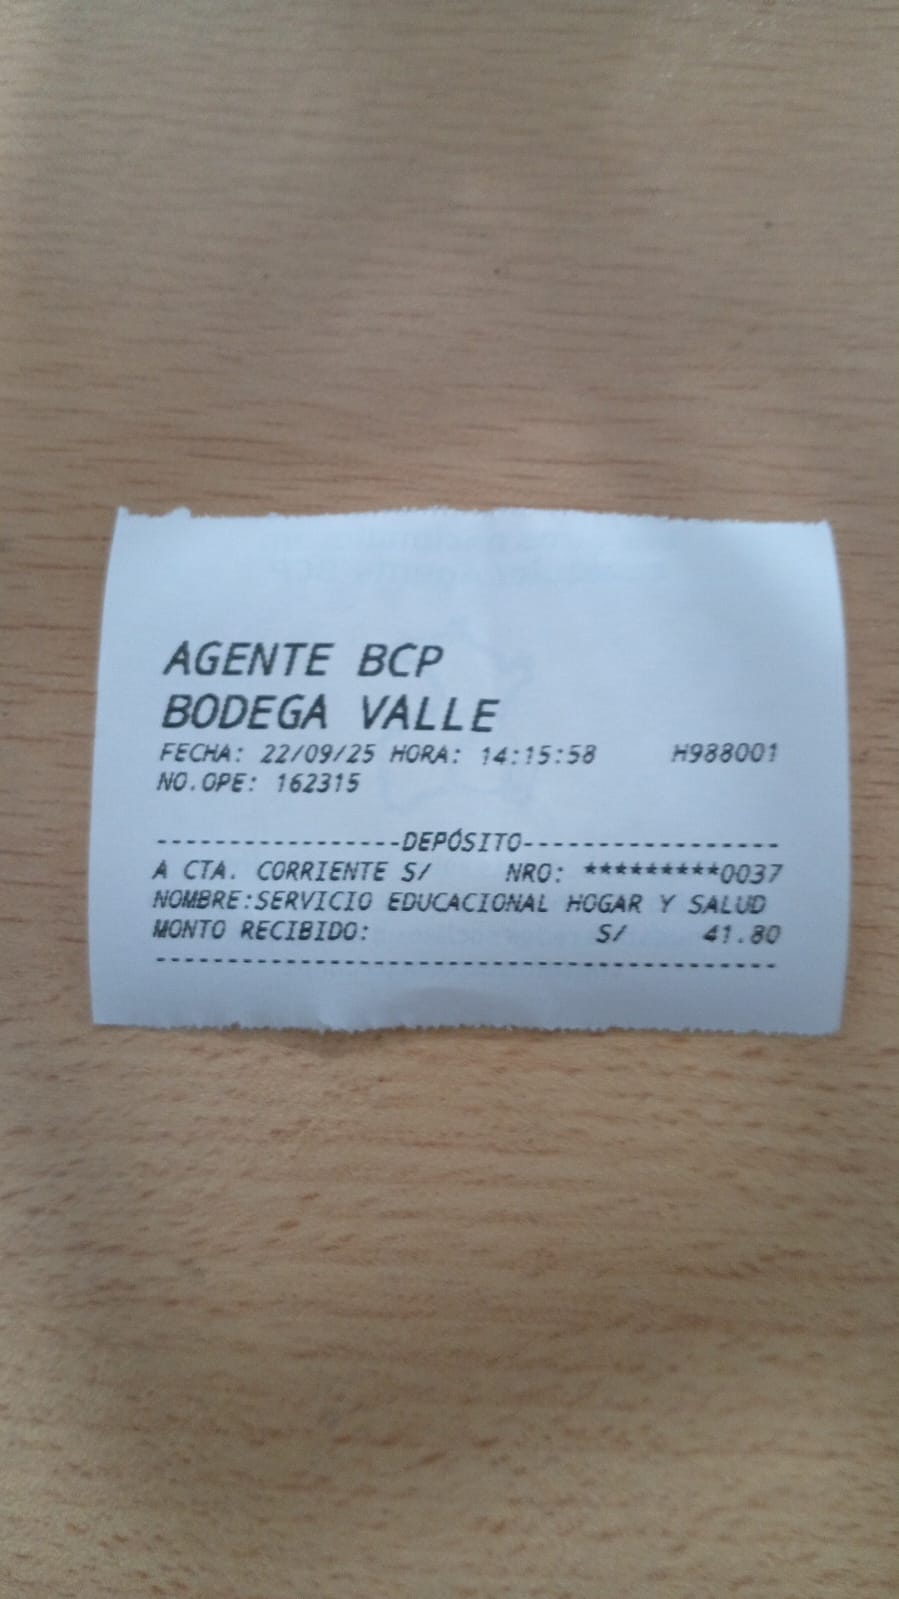 AGENTE BCP
BODEGA VALLE
FECHA: 22/09/25 HORA: 14:15:58 H988001
NO.OPE: 162315
-----------------DEPÓSITO------------------
A CTA. CORRIENTE S/ NRO: *********0037
NOMBRE:SERVICIO EDUCACIONAL HOGAR Y SALUD
MONTO RECIBIDO: S/ 41.80
-------------------------------------------